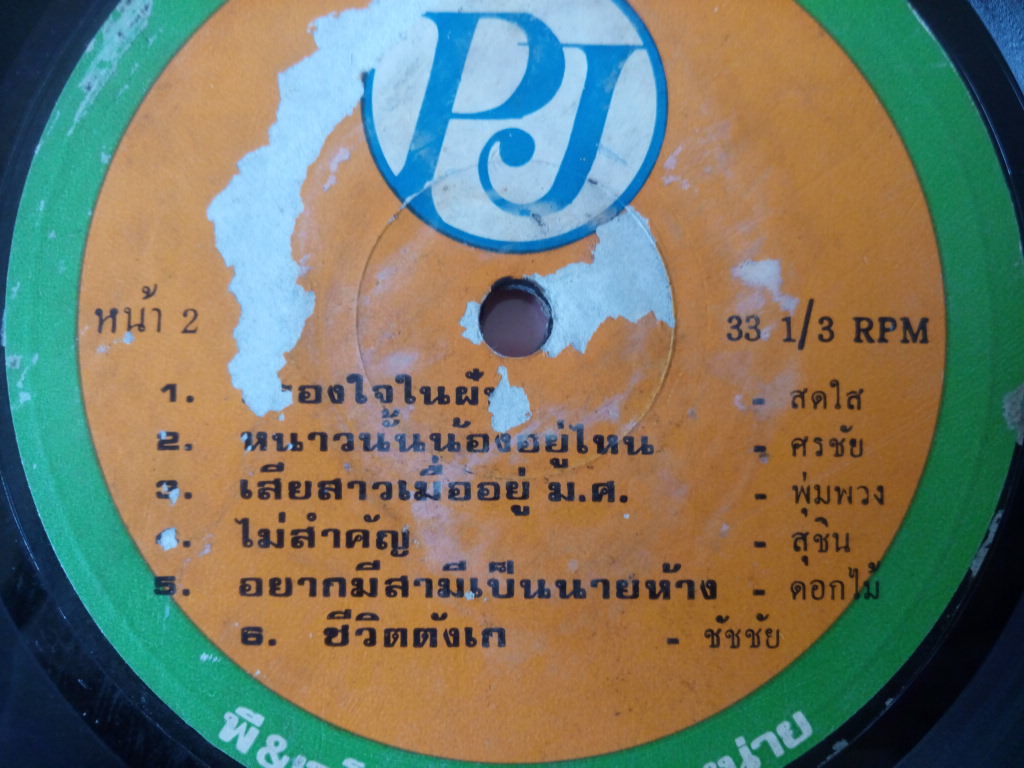 PJ
หน้า 2
33 1/3 RPM
1. - สดใส
2. หนาวนั้นน้องอยู่ไหน - ศรชัย
3. เสียสาวเมื่ออยู่ ม.ศ. - พุ่มพวง
4. ไม่สำคัญ - สุชิน
5. อยากมีสามีเป็นนายห้าง - ดอกไม้
6. ชีวิตตังเก - ชัชชัย